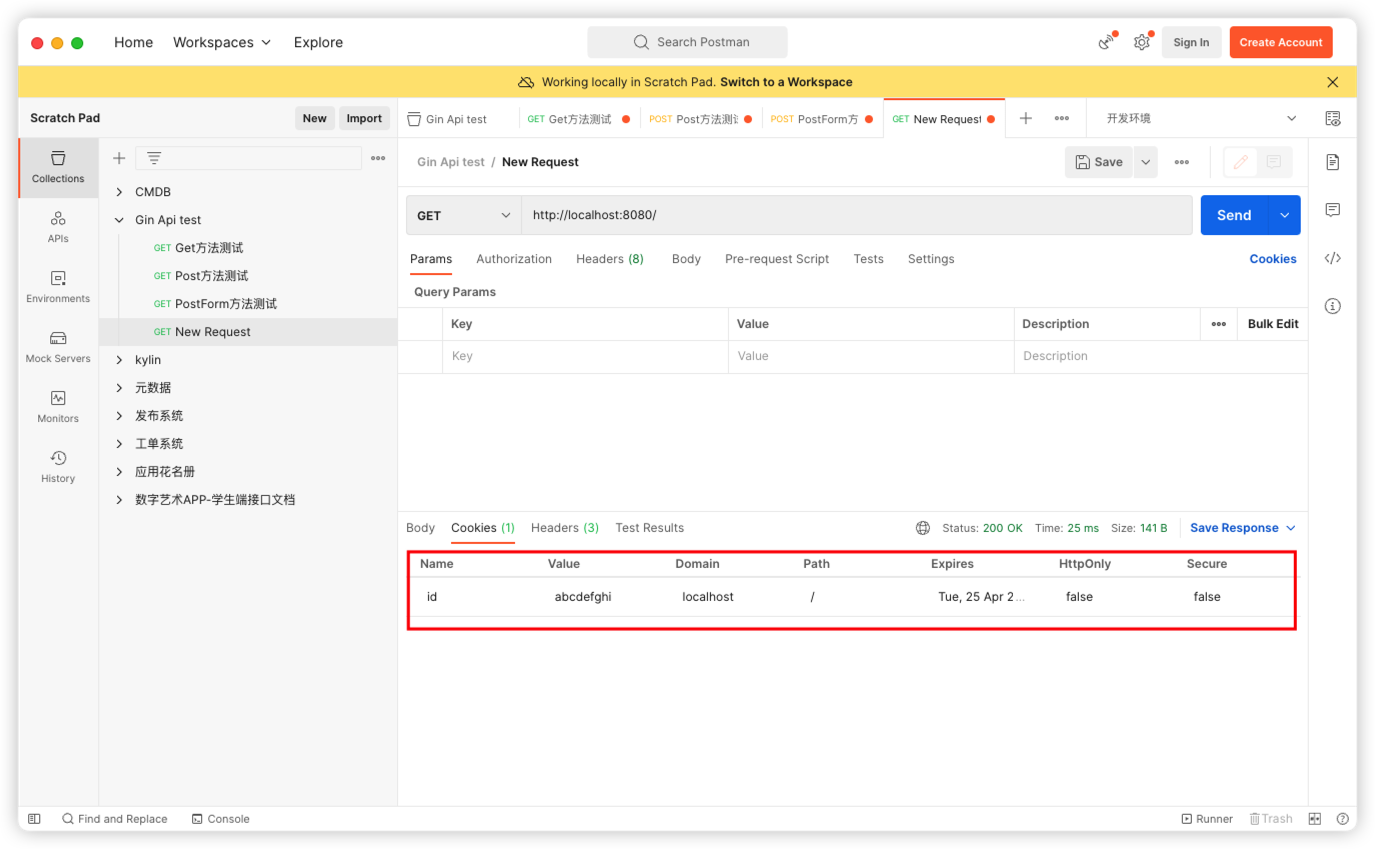 Home Workspaces Explore Search Postman Sign In Create Account
Working locally in Scratch Pad. Switch to a Workspace
Scratch Pad New Import
Gin Api test GET Get方法测试 POST Post方法测 POST PostForm方 GET New Request 开发环境
Collections
APIs
Environments
Mock Servers
Monitors
History
CMDB
Gin Api test
GET Get方法测试
GET Post方法测试
GET PostForm方法测试
GET New Request
kylin
元数据
发布系统
工单系统
应用花名册
数字艺术APP-学生端接口文档
Gin Api test / New Request Save
GET http://localhost:8080/ Send
Params Authorization Headers (8) Body Pre-request Script Tests Settings Cookies
Query Params
Key Value Description Bulk Edit
Key Value Description
Body Cookies (1) Headers (3) Test Results Status: 200 OK Time: 25 ms Size: 141 B Save Response
Name Value Domain Path Expires HttpOnly Secure
id abcdefghi localhost / Tue, 25 Apr 2... false false
Find and Replace Console Runner Trash